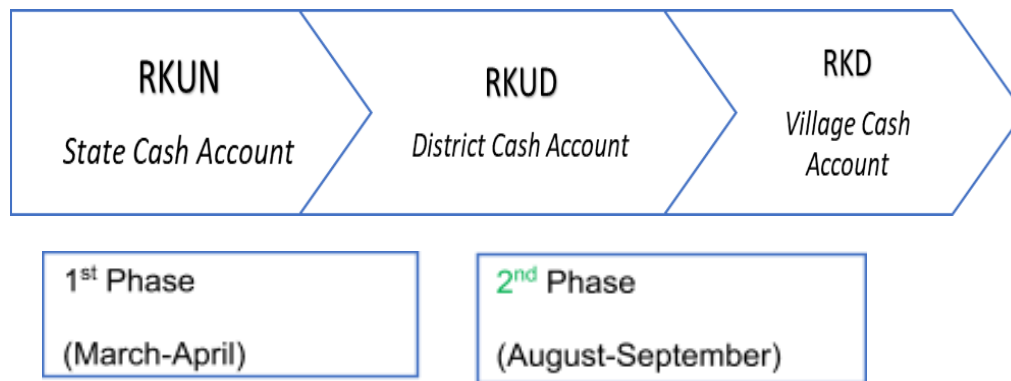 RKUN
State Cash Account
RKUD
District Cash Account
RKD
Village Cash
Account
1st Phase
(March-April)
2nd Phase
(August-September)